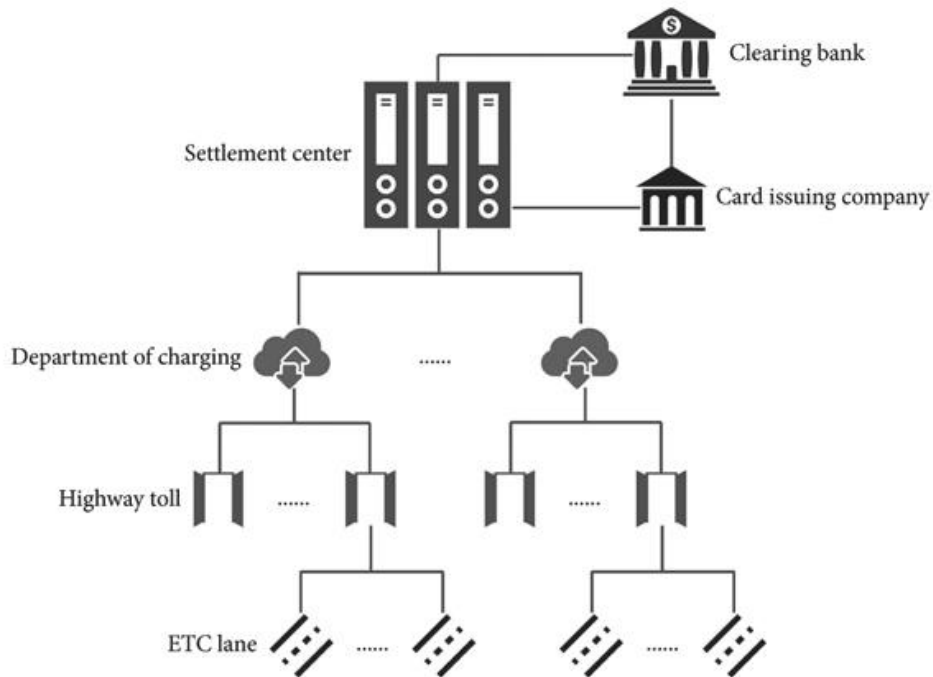 $
Clearing bank
Settlement center
Card issuing company
Department of charging
......
Highway toll
......
......
ETC lane
......
......